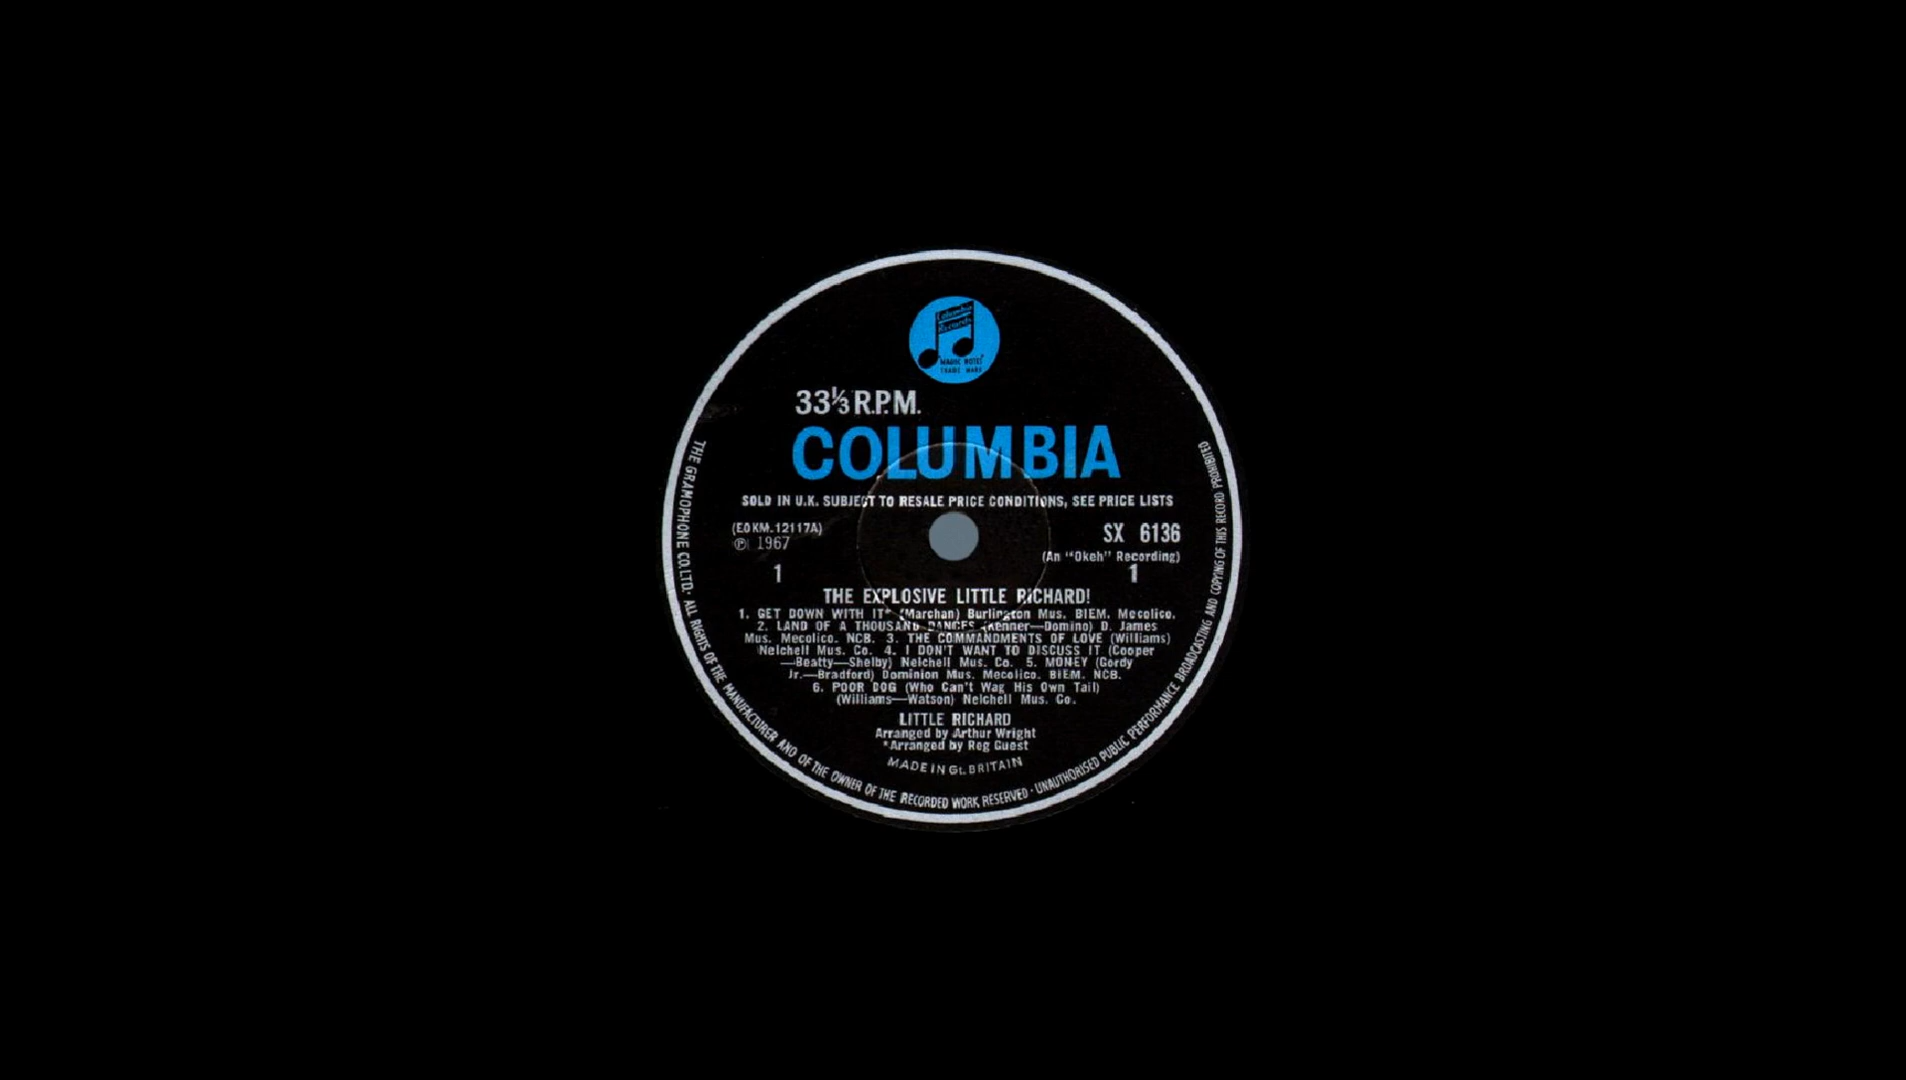 Columbia
Records
MAGIC NOTES
TRADE MARK
33⅓ R.P.M.
COLUMBIA
SOLD IN U.K. SUBJECT TO RESALE PRICE CONDITIONS, SEE PRICE LISTS
(EOKM.12117A)
Ⓟ 1967
SX 6136
(An "Okeh" Recording)
1
1
THE EXPLOSIVE LITTLE RICHARD!
1. GET DOWN WITH IT* (Marchan) Burlington Mus. BIEM. Mecolico.
2. LAND OF A THOUSAND DANCES (Kenner—Domino) D. James
Mus. Mecolico. NCB. 3. THE COMMANDMENTS OF LOVE (Williams)
Nelchell Mus. Co. 4. I DON'T WANT TO DISCUSS IT (Cooper
—Beatty—Shelby) Nelchell Mus. Co. 5. MONEY (Gordy
Jr.—Bradford) Dominion Mus. Mecolico. BIEM. NCB.
6. POOR DOG (Who Can't Wag His Own Tail)
(Williams—Watson) Nelchell Mus. Co.
LITTLE RICHARD
Arranged by Arthur Wright
*Arranged by Reg Guest
MADE IN Gt. BRITAIN
THE GRAMOPHONE CO. LTD. · ALL RIGHTS OF THE MANUFACTURER AND OF THE OWNER OF THE RECORDED WORK RESERVED · UNAUTHORISED PUBLIC PERFORMANCE BROADCASTING AND COPYING OF THIS RECORD PROHIBITED